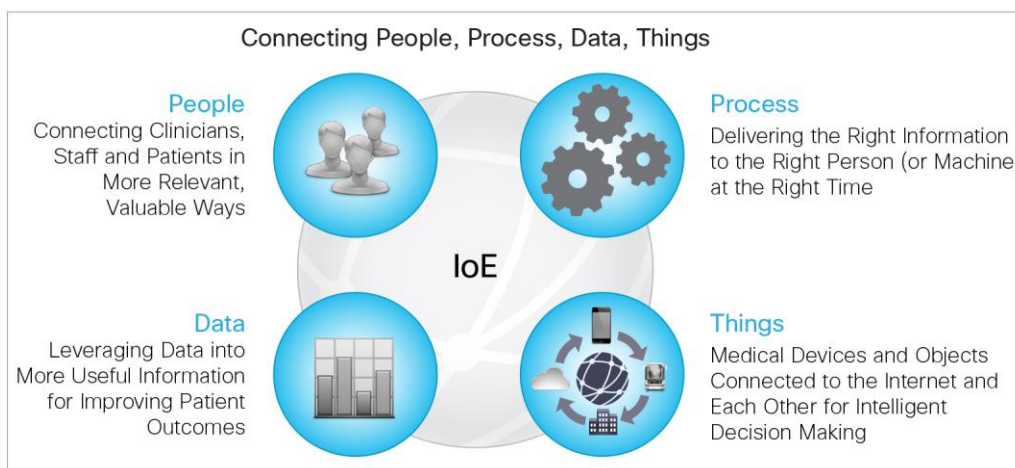 Connecting People, Process, Data, Things
People
Connecting Clinicians,
Staff and Patients in
More Relevant,
Valuable Ways
Process
Delivering the Right Information
to the Right Person (or Machine
at the Right Time
IoE
Data
Leveraging Data into
More Useful Information
for Improving Patient
Outcomes
Things
Medical Devices and Objects
Connected to the Internet and
Each Other for Intelligent
Decision Making